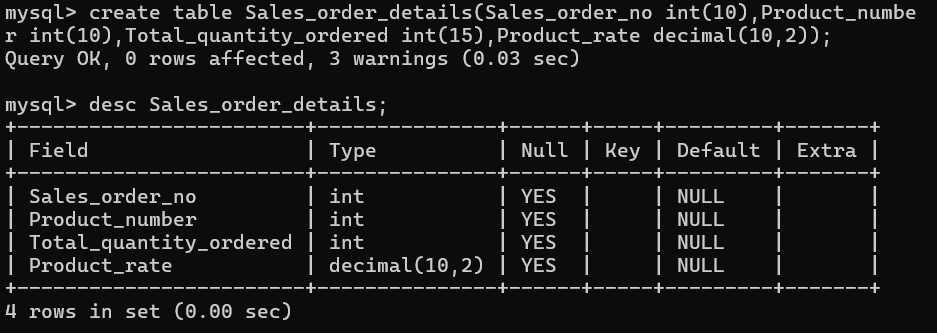 mysql> create table Sales_order_details(Sales_order_no int(10),Product_numbe
r int(10),Total_quantity_ordered int(15),Product_rate decimal(10,2));
Query OK, 0 rows affected, 3 warnings (0.03 sec)

mysql> desc Sales_order_details;
+------------------------+---------------+------+-----+---------+-------+
| Field                  | Type          | Null | Key | Default | Extra |
+------------------------+---------------+------+-----+---------+-------+
| Sales_order_no         | int           | YES  |     | NULL    |       |
| Product_number         | int           | YES  |     | NULL    |       |
| Total_quantity_ordered | int           | YES  |     | NULL    |       |
| Product_rate           | decimal(10,2) | YES  |     | NULL    |       |
+------------------------+---------------+------+-----+---------+-------+
4 rows in set (0.00 sec)